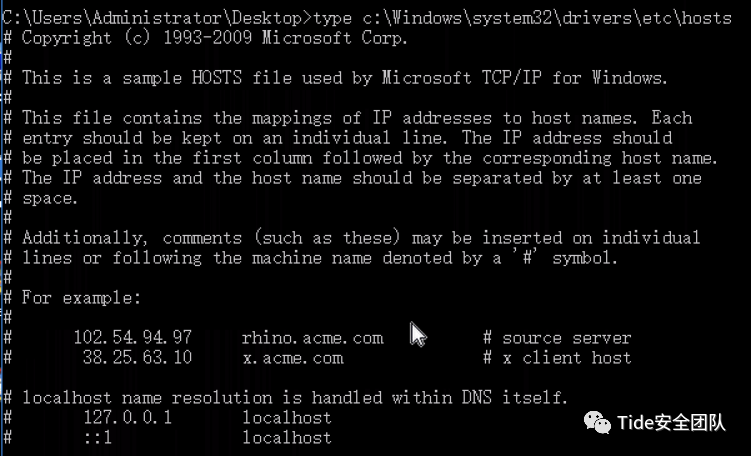 C:\Users\Administrator\Desktop>type c:\Windows\system32\drivers\etc\hosts
# Copyright (c) 1993-2009 Microsoft Corp.
#
# This is a sample HOSTS file used by Microsoft TCP/IP for Windows.
#
# This file contains the mappings of IP addresses to host names. Each
# entry should be kept on an individual line. The IP address should
# be placed in the first column followed by the corresponding host name.
# The IP address and the host name should be separated by at least one
# space.
#
# Additionally, comments (such as these) may be inserted on individual
# lines or following the machine name denoted by a '#' symbol.
#
# For example:
#
#      102.54.94.97     rhino.acme.com          # source server
#       38.25.63.10     x.acme.com              # x client host

# localhost name resolution is handled within DNS itself.
#       127.0.0.1       localhost
#       ::1             localhost
Tide安全团队